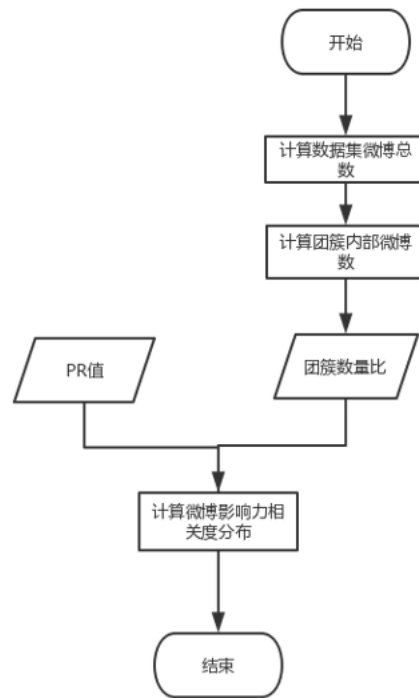 开始
计算数据集微博总
数
计算团簇内部微博
数
PR值
团簇数量比
计算微博影响力相
关度分布
结束